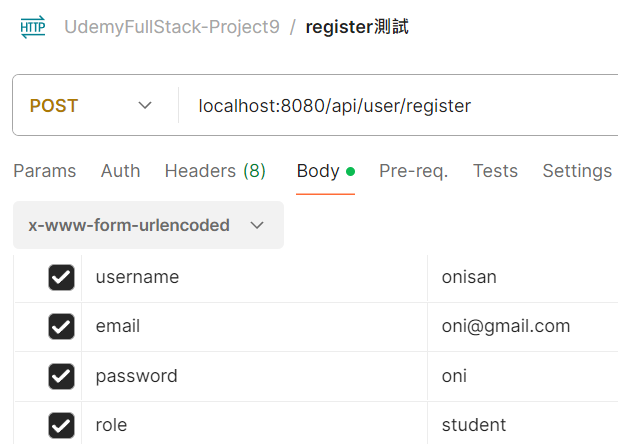 HTTP UdemyFullStack-Project9 / register測試
POST localhost:8080/api/user/register
Params Auth Headers (8) Body Pre-req. Tests Settings
x-www-form-urlencoded
username onisan
email oni@gmail.com
password oni
role student